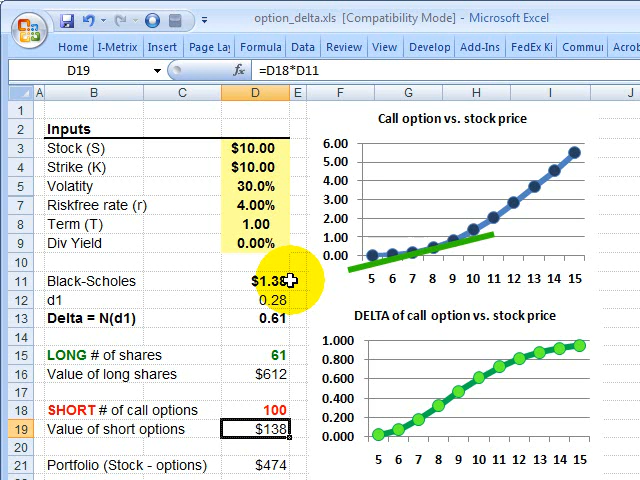 option_delta.xls [Compatibility Mode] - Microsoft Excel
Home I-Metrix Insert Page La Formula Data Review View Develop Add-Ins FedEx Ki Commu Acrob
D19 fx =D18*D11
A B C D E F G H I J
1
2 Inputs
3 Stock (S) $10.00
4 Strike (K) $10.00
5 Volatity 30.0%
7 Riskfree rate (r) 4.00%
8 Term (T) 1.00
9 Div Yield 0.00%
10
11 Black-Scholes $1.38
12 d1 0.28
13 Delta = N(d1) 0.61
14
15 LONG # of shares 61
16 Value of long shares $612
17
18 SHORT # of call options 100
19 Value of short options $138
20
21 Portfolio (Stock - options) $474
Call option vs. stock price
6.00
5.00
4.00
3.00
2.00
1.00
0.00
5 6 7 8 9 10 11 12 13 14 15
DELTA of call option vs. stock price
1.000
0.800
0.600
0.400
0.200
0.000
5 6 7 8 9 10 11 12 13 14 15